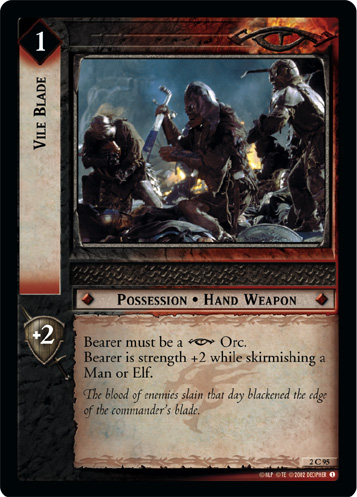 1
VILE BLADE
POSSESSION • HAND WEAPON
+2
Bearer must be a Orc.
Bearer is strength +2 while skirmishing a
Man or Elf.
The blood of enemies slain that day blackened the edge
of the commander's blade.
2 C 95
©NLP ©TE ©2002 DECIPHER 1